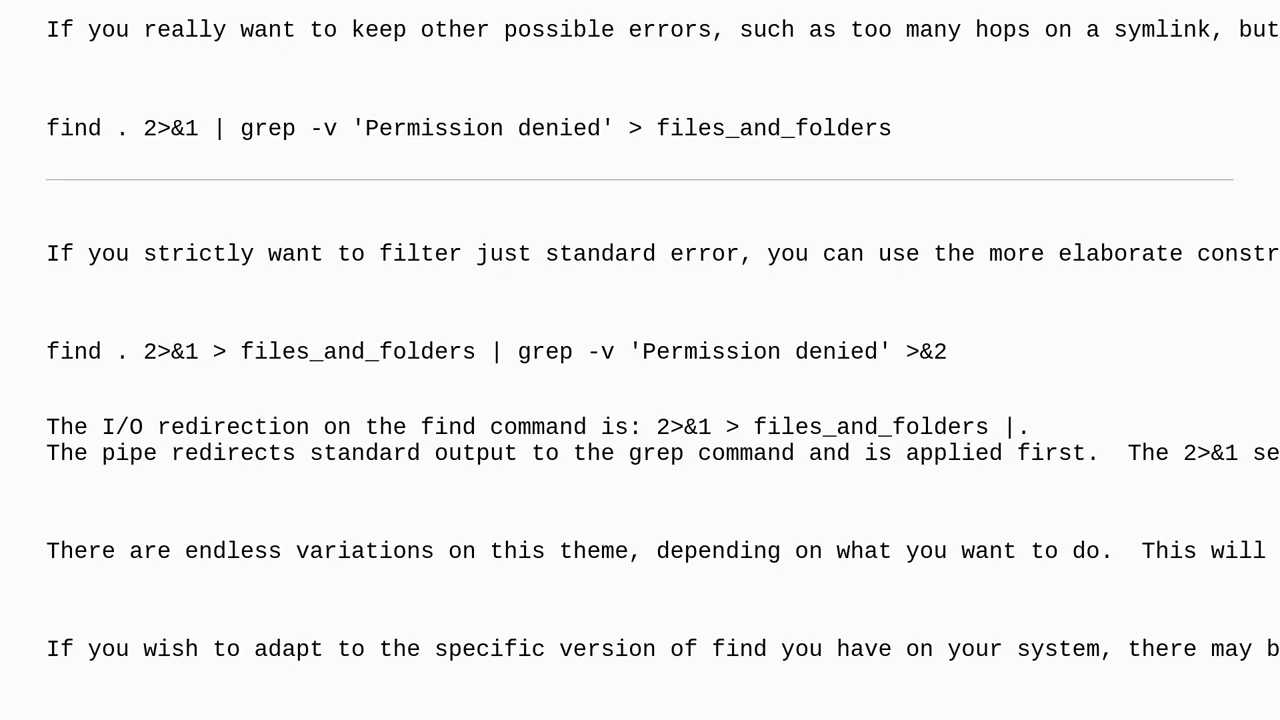 If you really want to keep other possible errors, such as too many hops on a symlink, but
find . 2>&1 | grep -v 'Permission denied' > files_and_folders
If you strictly want to filter just standard error, you can use the more elaborate constr
find . 2>&1 > files_and_folders | grep -v 'Permission denied' >&2
The I/O redirection on the find command is: 2>&1 > files_and_folders |.
The pipe redirects standard output to the grep command and is applied first.  The 2>&1 se
There are endless variations on this theme, depending on what you want to do.  This will
If you wish to adapt to the specific version of find you have on your system, there may b